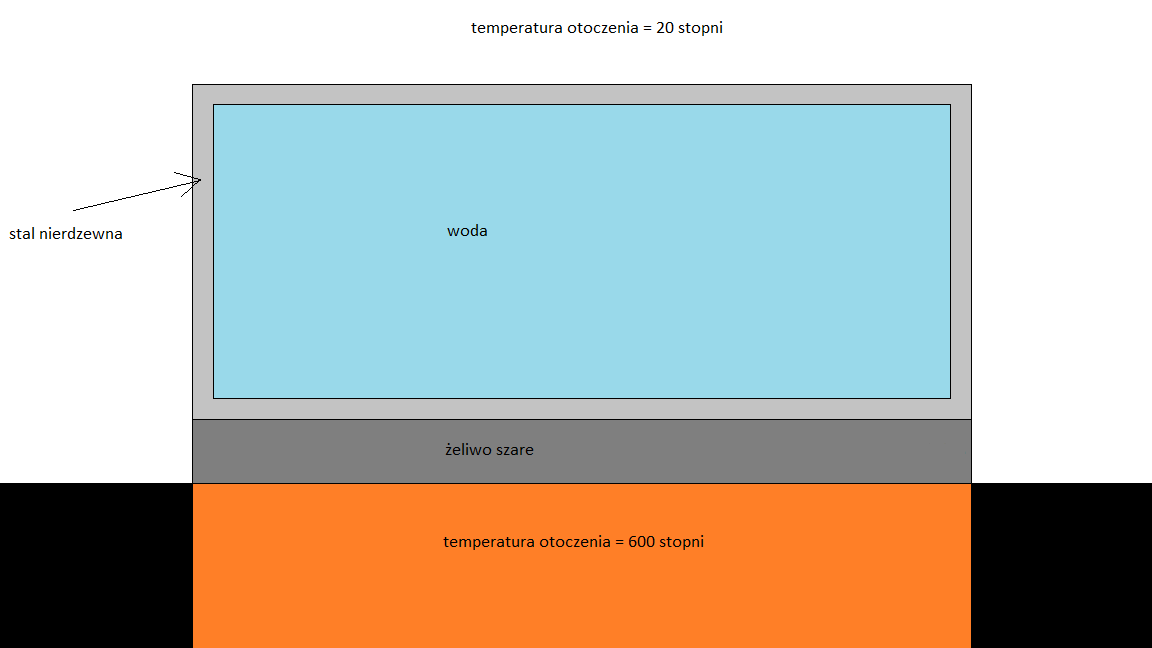 temperatura otoczenia = 20 stopni
stal nierdzewna
woda
żeliwo szare
temperatura otoczenia = 600 stopni